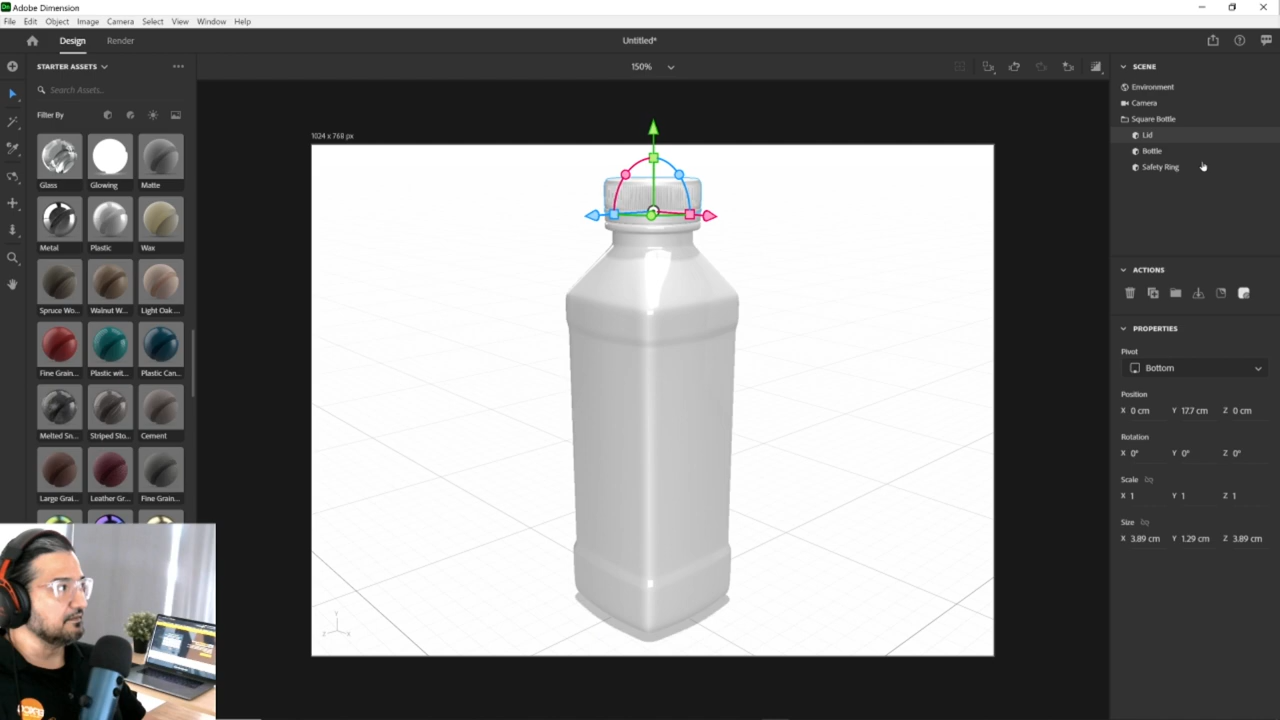 Dn Adobe Dimension
File Edit Object Image Camera Select View Window Help
Design Render Untitled*
STARTER ASSETS
150%
Search Assets...
Filter By
Glass Glowing Matte
Metal Plastic Wax
Spruce Wo... Walnut W... Light Oak ...
Fine Grain... Plastic wit... Plastic Can...
Melted Sn... Striped Sto... Cement
Large Grai... Leather Gr... Fine Grain...
1024 x 768 px
Y
Z X
SCENE
Environment
Camera
Square Bottle
Lid
Bottle
Safety Ring
ACTIONS
PROPERTIES
Pivot
Bottom
Position
X 0 cm Y 17.7 cm Z 0 cm
Rotation
X 0° Y 0° Z 0°
Scale
X 1 Y 1 Z 1
Size
X 3.89 cm Y 1.29 cm Z 3.89 cm